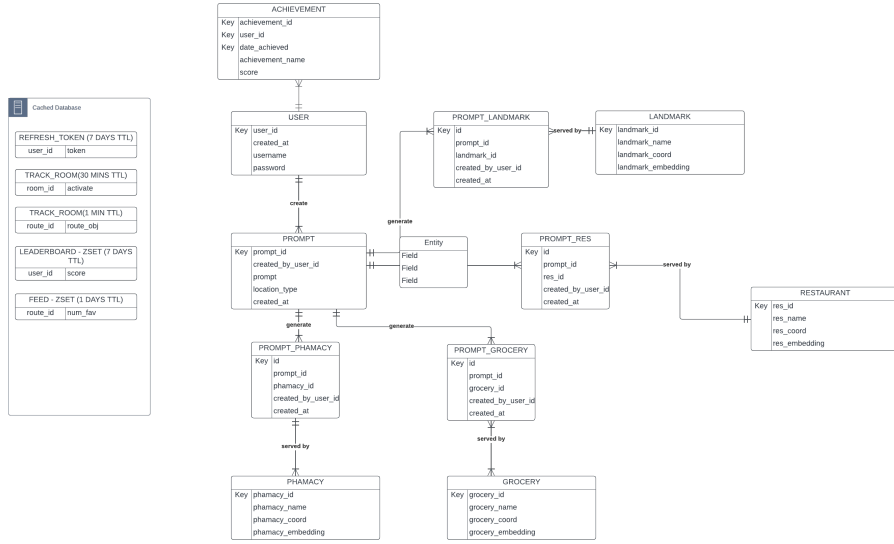 ACHIEVEMENT
Key achievement_id
Key user_id
Key date_achieved
achievement_name
score
Cached Database
REFRESH_TOKEN (7 DAYS TTL)
user_id token
TRACK_ROOM(30 MINS TTL)
room_id activate
TRACK_ROOM(1 MIN TTL)
route_id route_obj
LEADERBOARD - ZSET (7 DAYS
TTL)
user_id score
FEED - ZSET (1 DAYS TTL)
route_id num_fav
USER
Key user_id
created_at
username
password
create
PROMPT_LANDMARK
Key id
prompt_id
landmark_id
created_by_user_id
created_at
served by
LANDMARK
Key landmark_id
landmark_name
landmark_coord
landmark_embedding
generate
PROMPT
Key prompt_id
created_by_user_id
prompt
location_type
created_at
Entity
Field
Field
Field
PROMPT_RES
Key id
prompt_id
res_id
created_by_user_id
created_at
served by
RESTAURANT
Key res_id
res_name
res_coord
res_embedding
generate
generate
PROMPT_PHAMACY
Key id
prompt_id
phamacy_id
created_by_user_id
created_at
PROMPT_GROCERY
Key id
prompt_id
grocery_id
created_by_user_id
created_at
served by
served by
PHAMACY
Key phamacy_id
phamacy_name
phamacy_coord
phamacy_embedding
GROCERY
Key grocery_id
grocery_name
grocery_coord
grocery_embedding